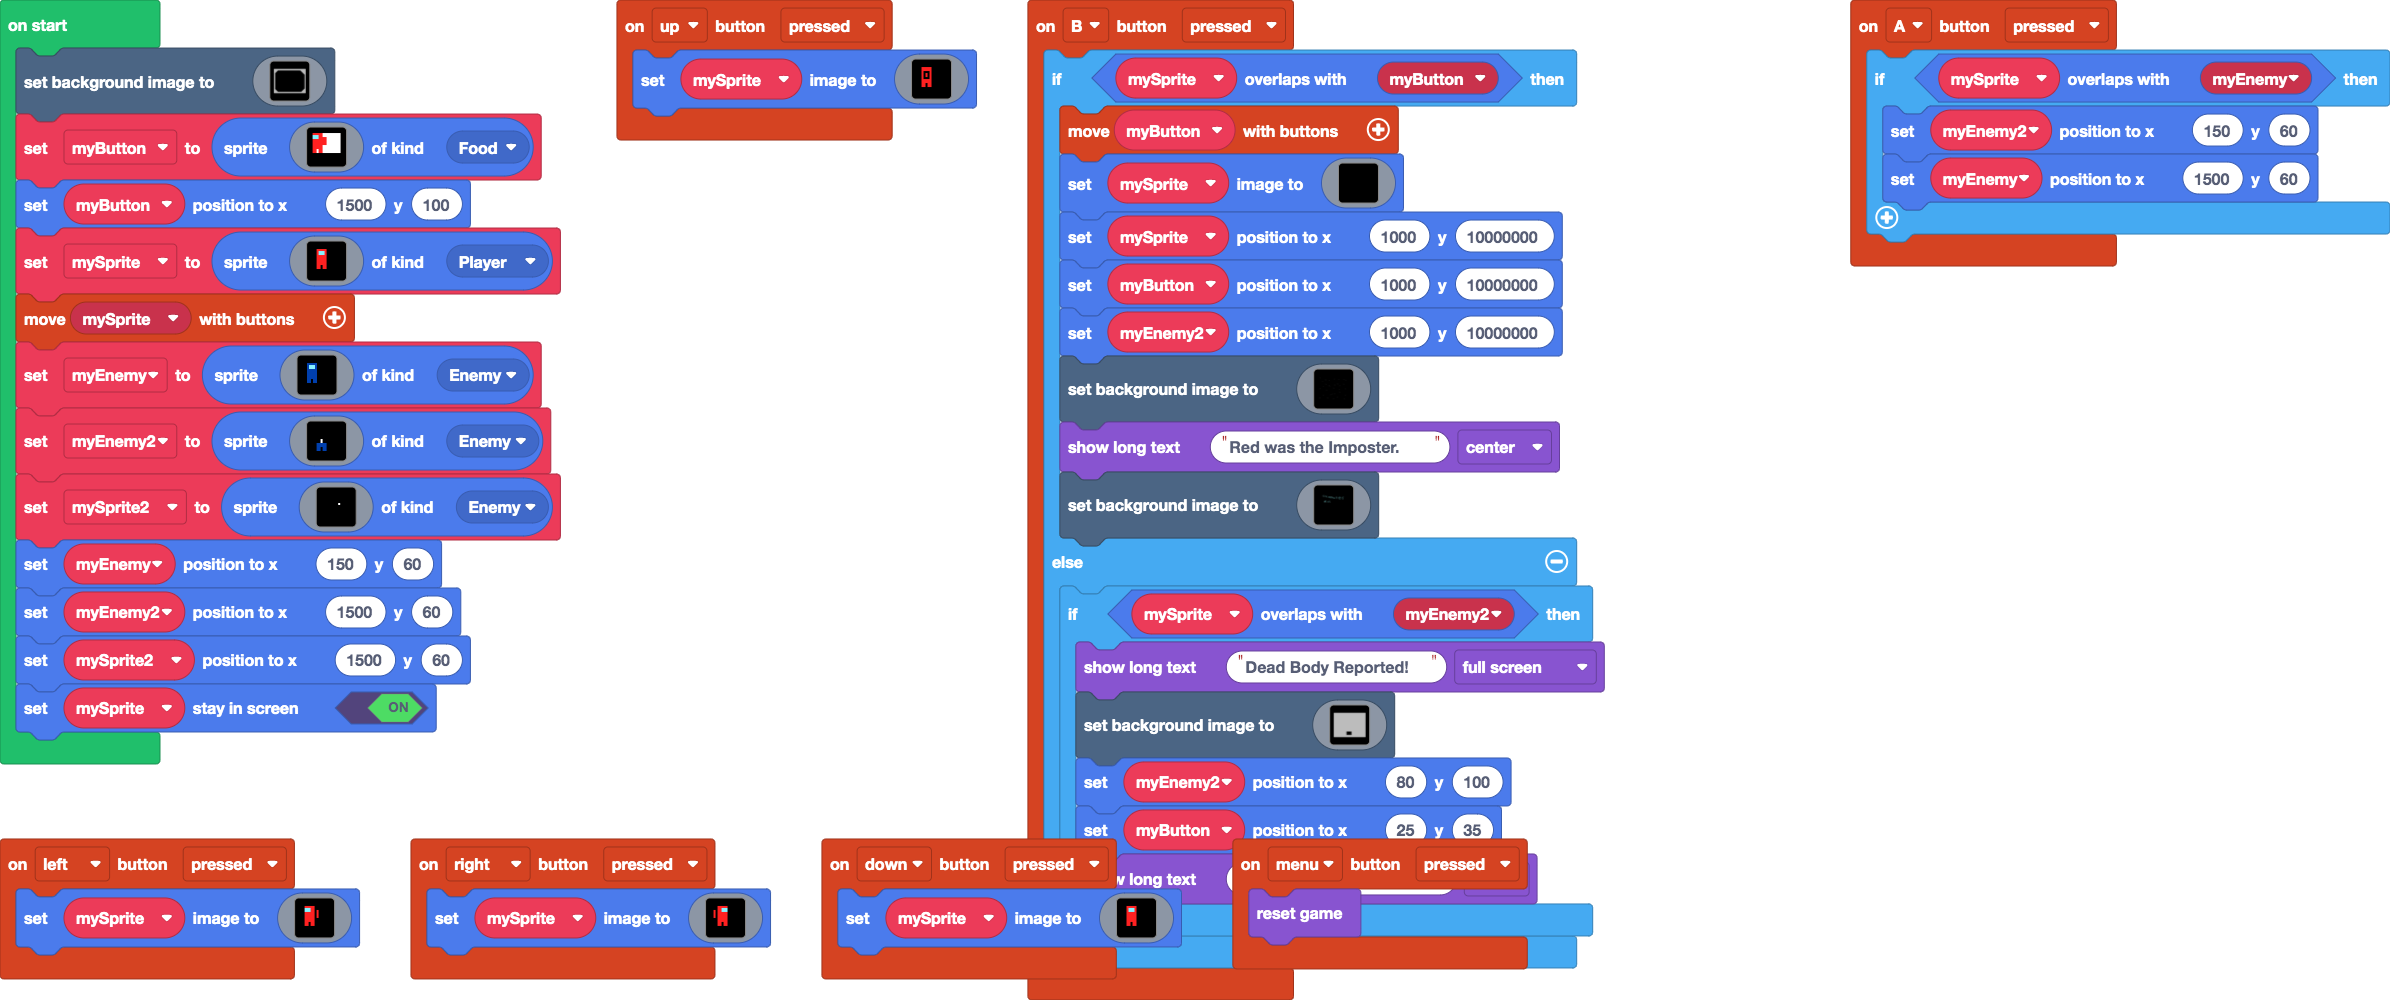 on start
set background image to
set myButton to sprite of kind Food
set myButton position to x 1500 y 100
set mySprite to sprite of kind Player
move mySprite with buttons
set myEnemy to sprite of kind Enemy
set myEnemy2 to sprite of kind Enemy
set mySprite2 to sprite of kind Enemy
set myEnemy position to x 150 y 60
set myEnemy2 position to x 1500 y 60
set mySprite2 position to x 1500 y 60
set mySprite stay in screen ON
on up button pressed
set mySprite image to
on B button pressed
if mySprite overlaps with myButton then
move myButton with buttons
set mySprite image to
set mySprite position to x 1000 y 10000000
set myButton position to x 1000 y 10000000
set myEnemy2 position to x 1000 y 10000000
set background image to
show long text "Red was the Imposter. " center
set background image to
else
if mySprite overlaps with myEnemy2 then
show long text "Dead Body Reported! " full screen
set background image to
set myEnemy2 position to x 80 y 100
set myButton position to x 25 y 35
long text
on A button pressed
if mySprite overlaps with myEnemy then
set myEnemy2 position to x 150 y 60
set myEnemy position to x 1500 y 60
on left button pressed
set mySprite image to
on right button pressed
set mySprite image to
on down button pressed
set mySprite image to
on menu button pressed
reset game